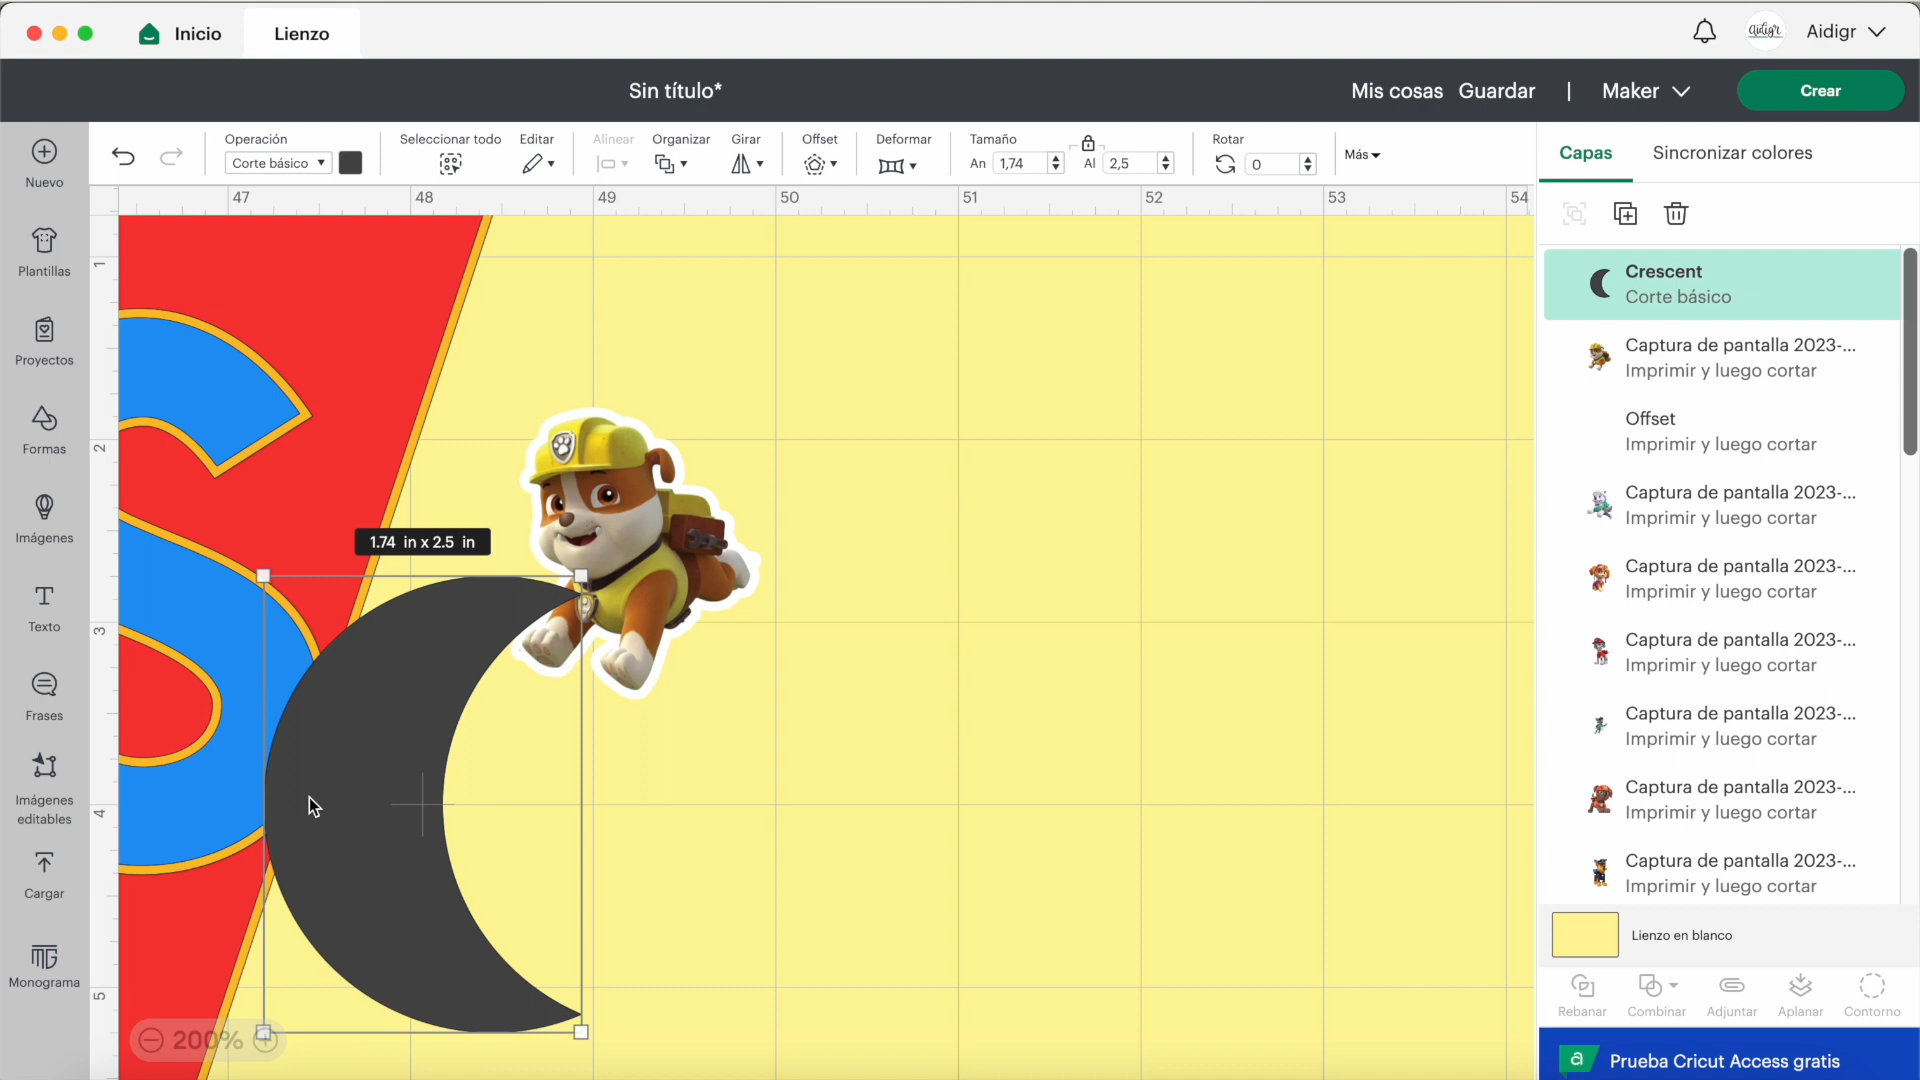 Inicio
Lienzo
Aidigr
Aidigr
Sin título*
Mis cosas
Guardar
|
Maker
Crear
Operación
Corte básico
Seleccionar todo
Editar
Alinear
Organizar
Girar
Offset
Deformar
Tamaño
An 1,74
Al 2,5
Rotar
0
Más
Capas
Sincronizar colores
Nuevo
Plantillas
Proyectos
Formas
Imágenes
Texto
Frases
Imágenes
editables
Cargar
Monograma
47 48 49 50 51 52 53 54
1
2
3
4
5
1.74 in x 2.5 in
200%
Crescent
Corte básico
Captura de pantalla 2023-...
Imprimir y luego cortar
Offset
Imprimir y luego cortar
Captura de pantalla 2023-...
Imprimir y luego cortar
Captura de pantalla 2023-...
Imprimir y luego cortar
Captura de pantalla 2023-...
Imprimir y luego cortar
Captura de pantalla 2023-...
Imprimir y luego cortar
Captura de pantalla 2023-...
Imprimir y luego cortar
Captura de pantalla 2023-...
Imprimir y luego cortar
Lienzo en blanco
Rebanar
Combinar
Adjuntar
Aplanar
Contorno
a
Prueba Cricut Access gratis